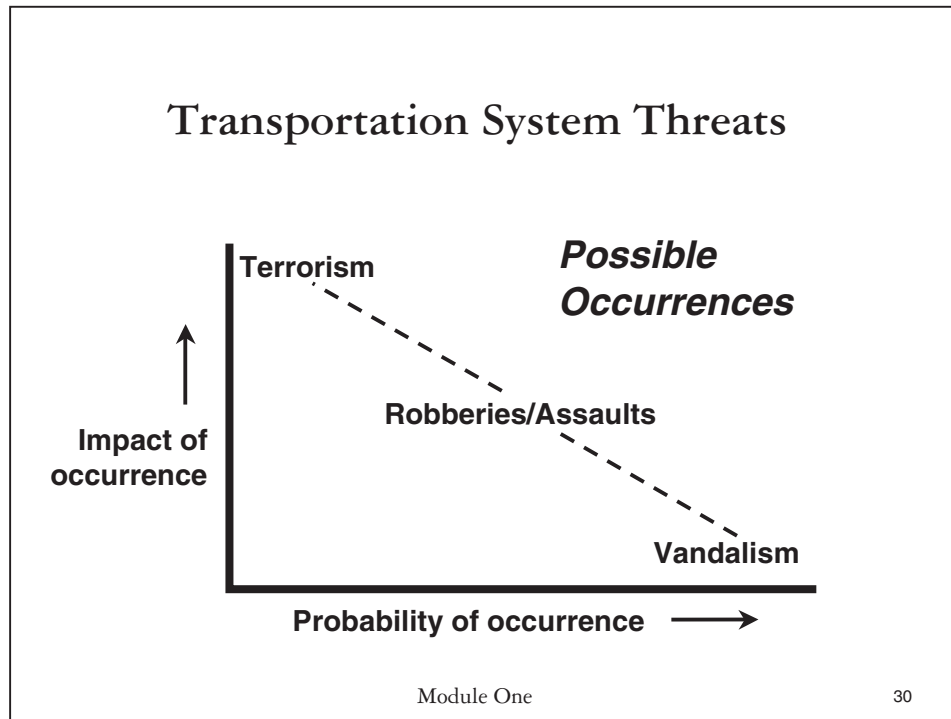 Transportation System Threats
Terrorism
Possible
Occurrences
Robberies/Assaults
Impact of
occurrence
Vandalism
Probability of occurrence
Module One
30